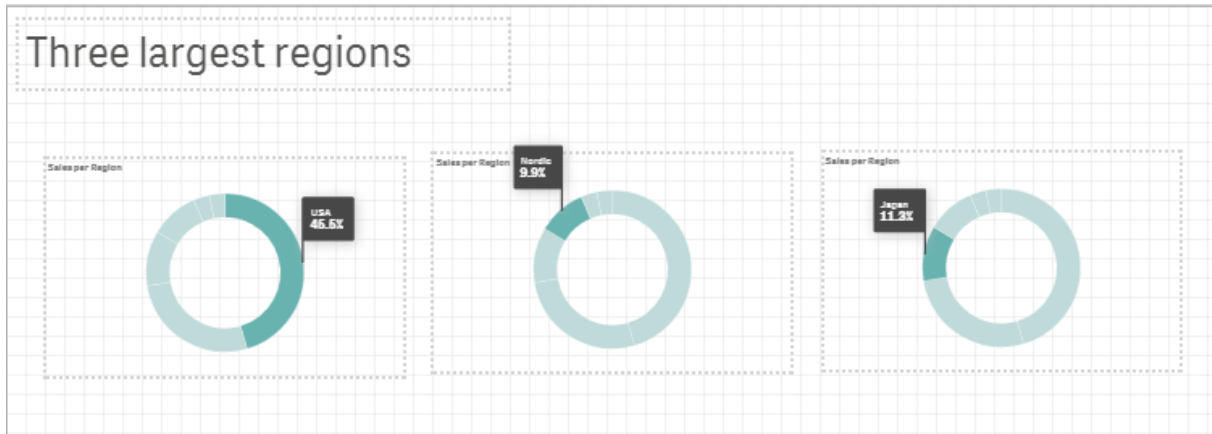 Three largest regions
Sales per Region
USA
45.5%
Sales per Region
Nordic
9.9%
Sales per Region
Japan
11.3%